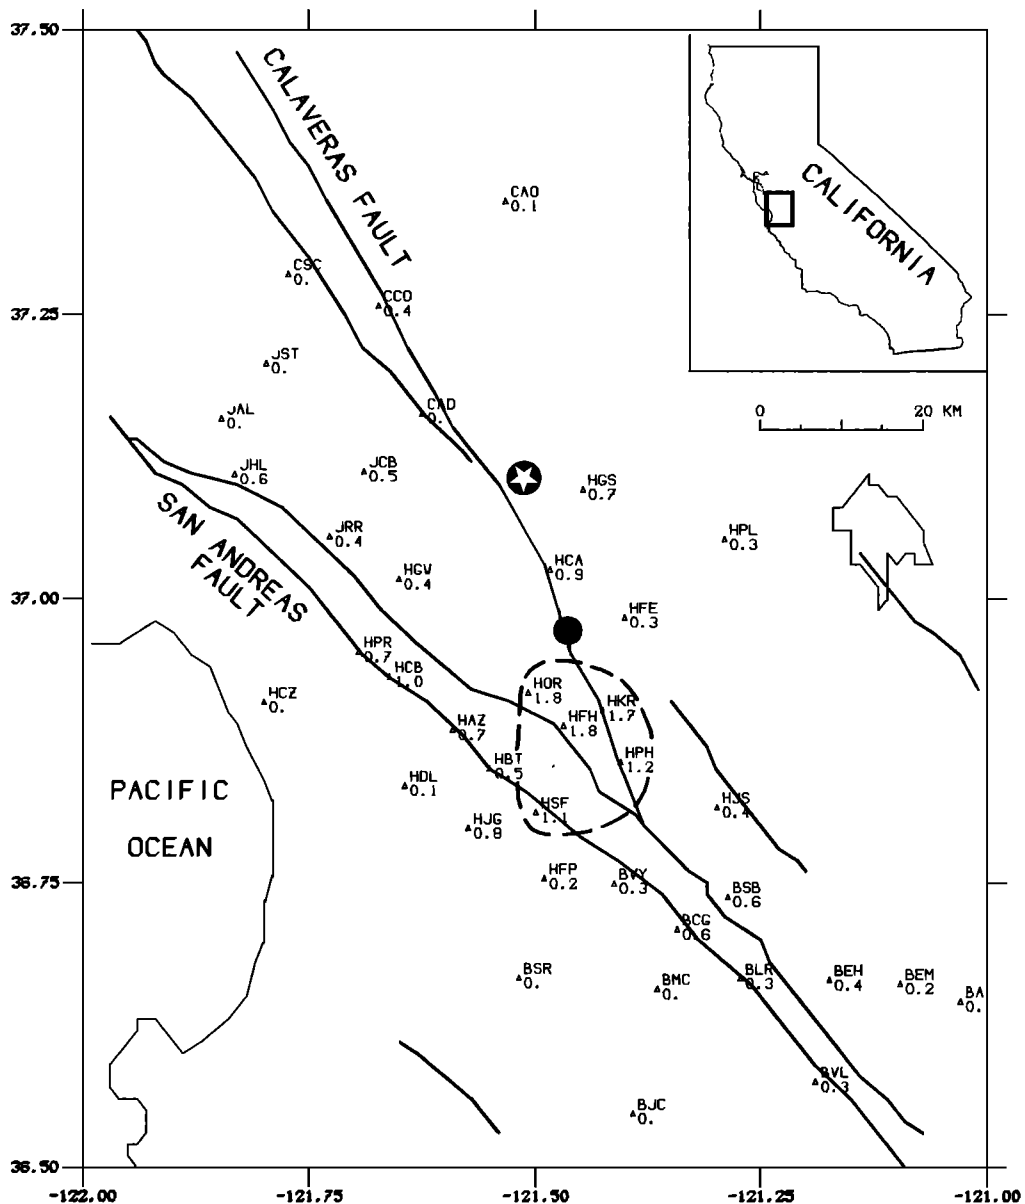 37.50
CALAVERAS FAULT
CALIFORNIA
CAO
0.1
CSC
0.
CCO
0.4
37.25
JST
0.
0
20 KM
JAL
0.
CAD
0.
JHL
0.6
JCB
0.5
HGS
0.7
SAN ANDREAS
FAULT
JRR
0.4
HPL
0.3
HGW
0.4
HCA
0.9
37.00
HFE
0.3
HPR
0.7
HCB
1.0
HOR
1.8
HKR
1.7
HCZ
0.
HAZ
0.7
HFH
1.8
HBT
0.5
HPH
1.2
HDL
0.1
PACIFIC
OCEAN
HSF
1.1
HJS
0.4
HJG
0.8
36.75
HFP
0.2
BVY
0.3
BSB
0.6
BCG
0.6
BSR
0.
BMC
0.
BLR
0.3
BEH
0.4
BEM
0.2
BA
0.
BVL
0.3
BJC
0.
36.50
-122.00
-121.75
-121.50
-121.25
-121.00